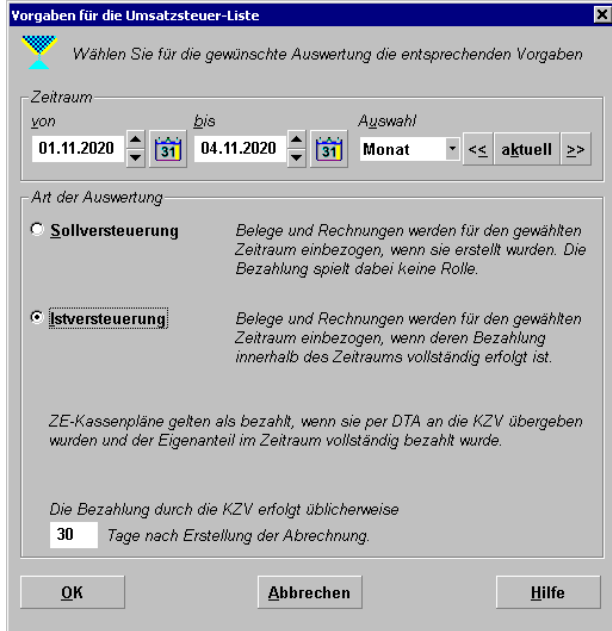 Vorgaben für die Umsatzsteuer-Liste
Wählen Sie für die gewünschte Auswertung die entsprechenden Vorgaben
Zeitraum
von bis Auswahl
01.11.2020 31 04.11.2020 31 Monat << aktuell >>
Art der Auswertung
Sollversteuerung Belege und Rechnungen werden für den gewählten
Zeitraum einbezogen, wenn sie erstellt wurden. Die
Bezahlung spielt dabei keine Rolle.
Istversteuerung Belege und Rechnungen werden für den gewählten
Zeitraum einbezogen, wenn deren Bezahlung
innerhalb des Zeitraums vollständig erfolgt ist.
ZE-Kassenpläne gelten als bezahlt, wenn sie per DTA an die KZV übergeben
wurden und der Eigenanteil im Zeitraum vollständig bezahlt wurde.
Die Bezahlung durch die KZV erfolgt üblicherweise
30 Tage nach Erstellung der Abrechnung.
OK Abbrechen Hilfe